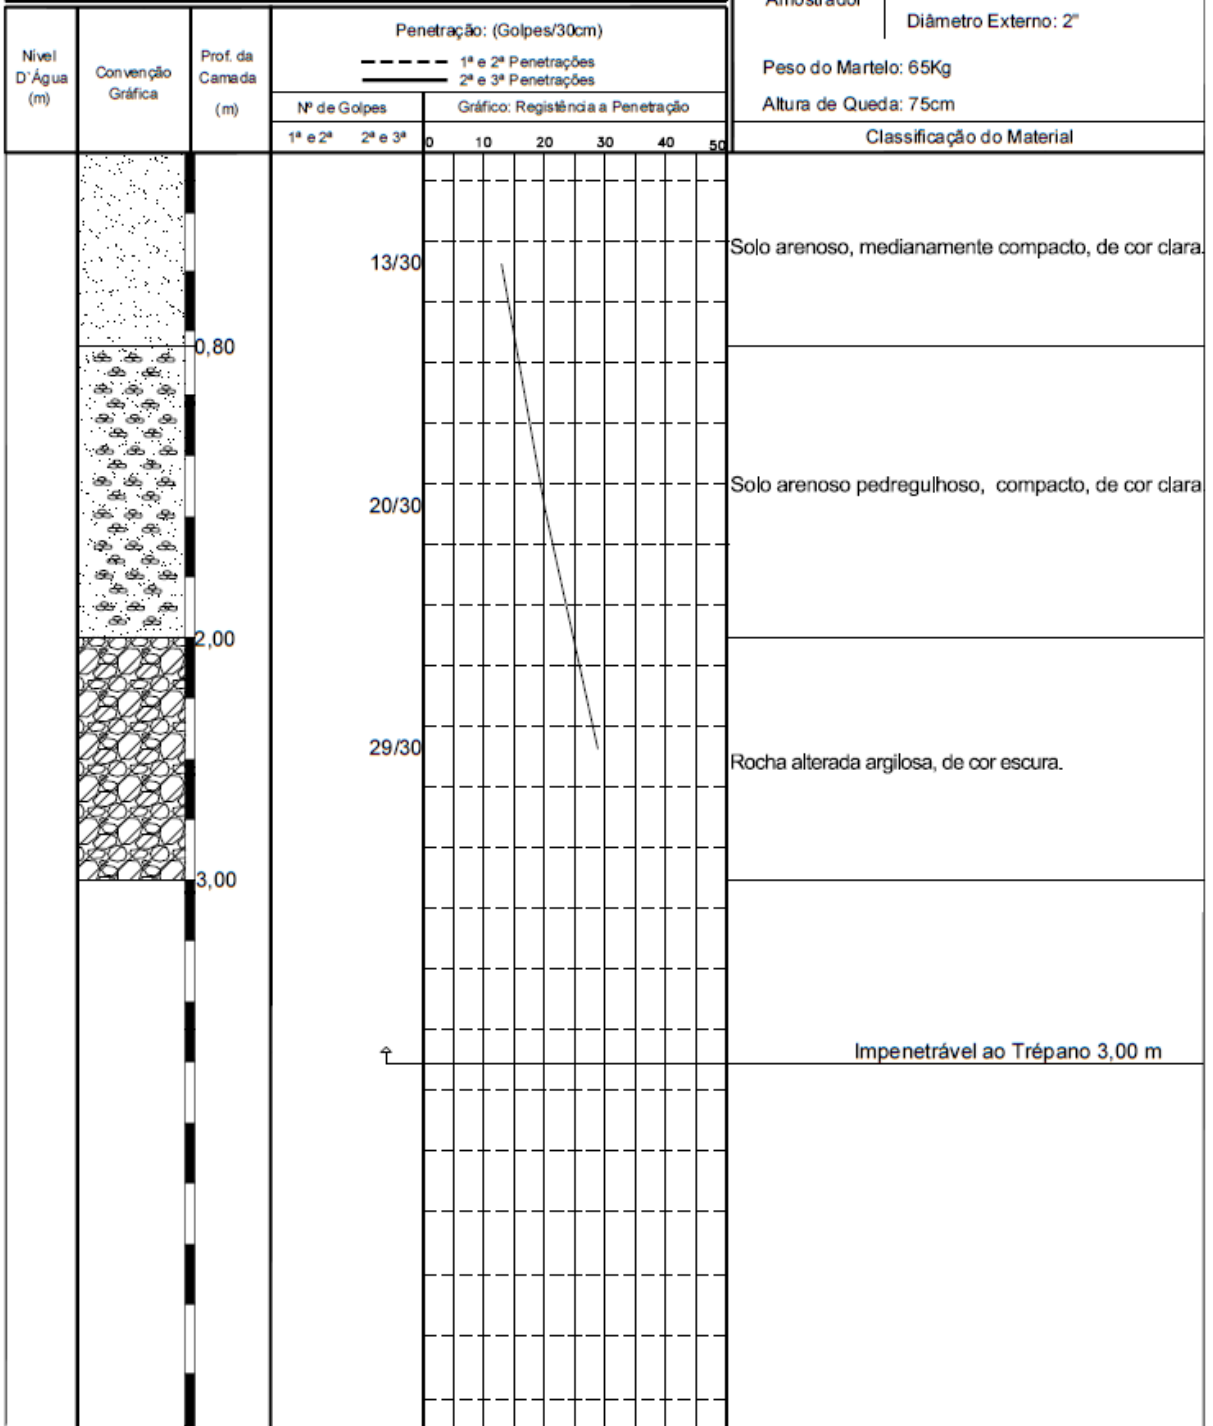 Amostrador
Diâmetro Externo: 2"
Peso do Martelo: 65Kg
Altura de Queda: 75cm
Classificação do Material
Nivel
D`Água
(m)
Convenção
Gráfica
Prof. da
Camada
(m)
Penetração: (Golpes/30cm)
1ª e 2ª Penetrações
2ª e 3ª Penetrações
Nº de Golpes
Gráfico: Registência a Penetração
1ª e 2ª 2ª e 3ª
0 10 20 30 40 50
Solo arenoso, medianamente compacto, de cor clara.
13/30
0,80
Solo arenoso pedregulhoso, compacto, de cor clara
20/30
2,00
29/30
Rocha alterada argilosa, de cor escura.
3,00
Impenetrável ao Trépano 3,00 m